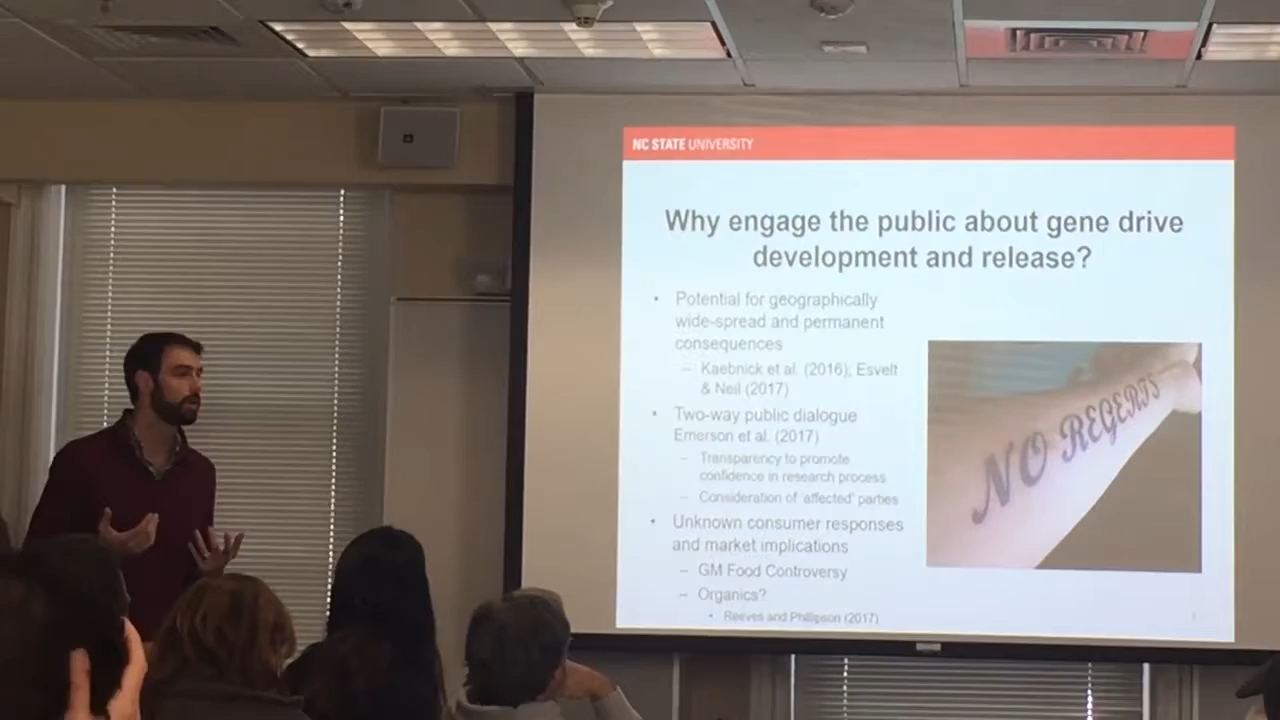 NC STATE UNIVERSITY
Why engage the public about gene drive
development and release?
• Potential for geographically
wide-spread and permanent
consequences
– Kaebnick et al. (2016); Esvelt
& Neil (2017)
• Two-way public dialogue
Emerson et al. (2017)
– Transparency to promote
confidence in research process
– Consideration of 'affected' parties
• Unknown consumer responses
and market implications
– GM Food Controversy
– Organics?
• Reeves and Phillipson (2017)
NO REGERTS